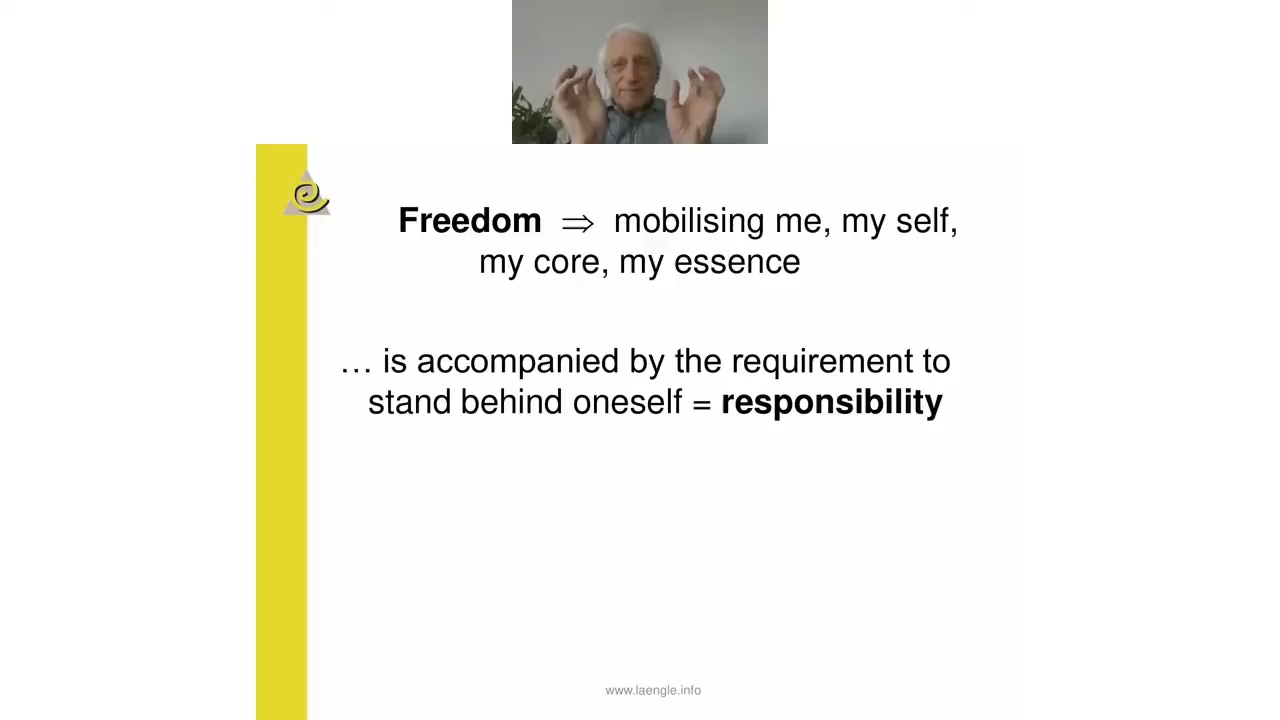 Freedom ⇒ mobilising me, my self,
my core, my essence
… is accompanied by the requirement to
stand behind oneself = responsibility
www.laengle.info